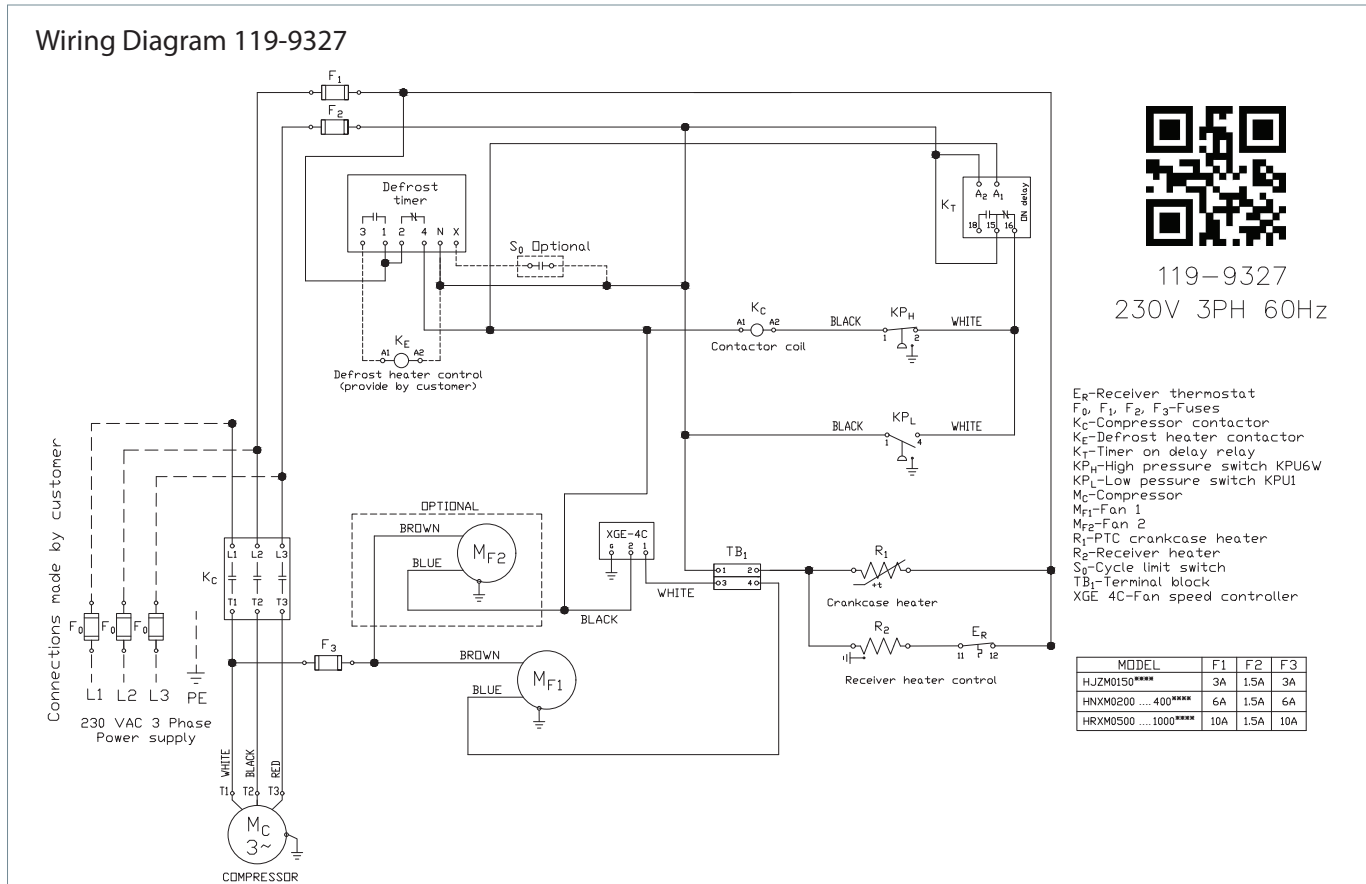 Wiring Diagram 119-9327
F1
F2
Defrost
timer
3 1 2 4 N X
S0 Optional
A2 A1
KT
ON delay
18 15 16
119-9327
230V 3PH 60Hz
KC
A1 A2
Contactor coil
BLACK
KPH
1 2
WHITE
KE
A1 A2
Defrost heater control
(provide by customer)
BLACK
KPL
1 4
WHITE
ER-Receiver thermostat
F0, F1, F2, F3-Fuses
KC-Compressor contactor
KE-Defrost heater contactor
KT-Timer on delay relay
KPH-High pressure switch KPU6W
KPL-Low pessure switch KPU1
MC-Compressor
MF1-Fan 1
MF2-Fan 2
R1-PTC crankcase heater
R2-Receiver heater
S0-Cycle limit switch
TB1-Terminal block
XGE 4C-Fan speed controller
Connections made by customer
OPTIONAL
BROWN
BLUE
MF2
XGE-4C
G 2 1
BLACK
WHITE
TB1
1 2
3 4
R1
+t
Crankcase heater
R2
ER
11 12
Receiver heater control
L1 L2 L3
KC
T1 T2 T3
F0 F0 F0
F3
BROWN
BLUE
MF1
L1 L2 L3 PE
230 VAC 3 Phase
Power supply
WHITE
BLACK
RED
T1 T2 T3
MC
3~
COMPRESSOR
MODEL F1 F2 F3
HJZM0150**** 3A 1.5A 3A
HNXM0200 .... 400**** 6A 1.5A 6A
HRXM0500 .... 1000**** 10A 1.5A 10A